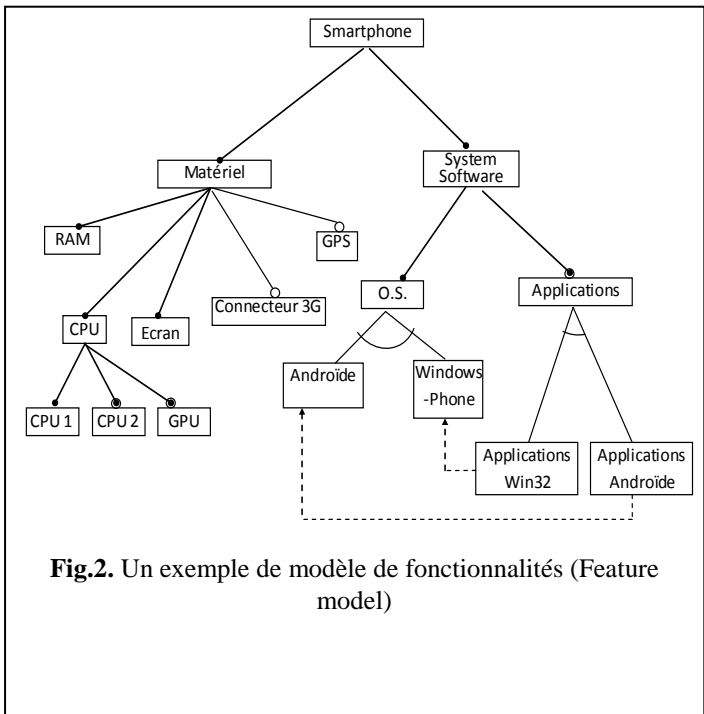 Smartphone
Matériel
System
Software
RAM
GPS
Connecteur 3G
O.S.
Applications
CPU
Ecran
Androïde
Windows
-Phone
CPU 1
CPU 2
GPU
Applications
Win32
Applications
Androïde
Fig.2. Un exemple de modèle de fonctionnalités (Feature
model)